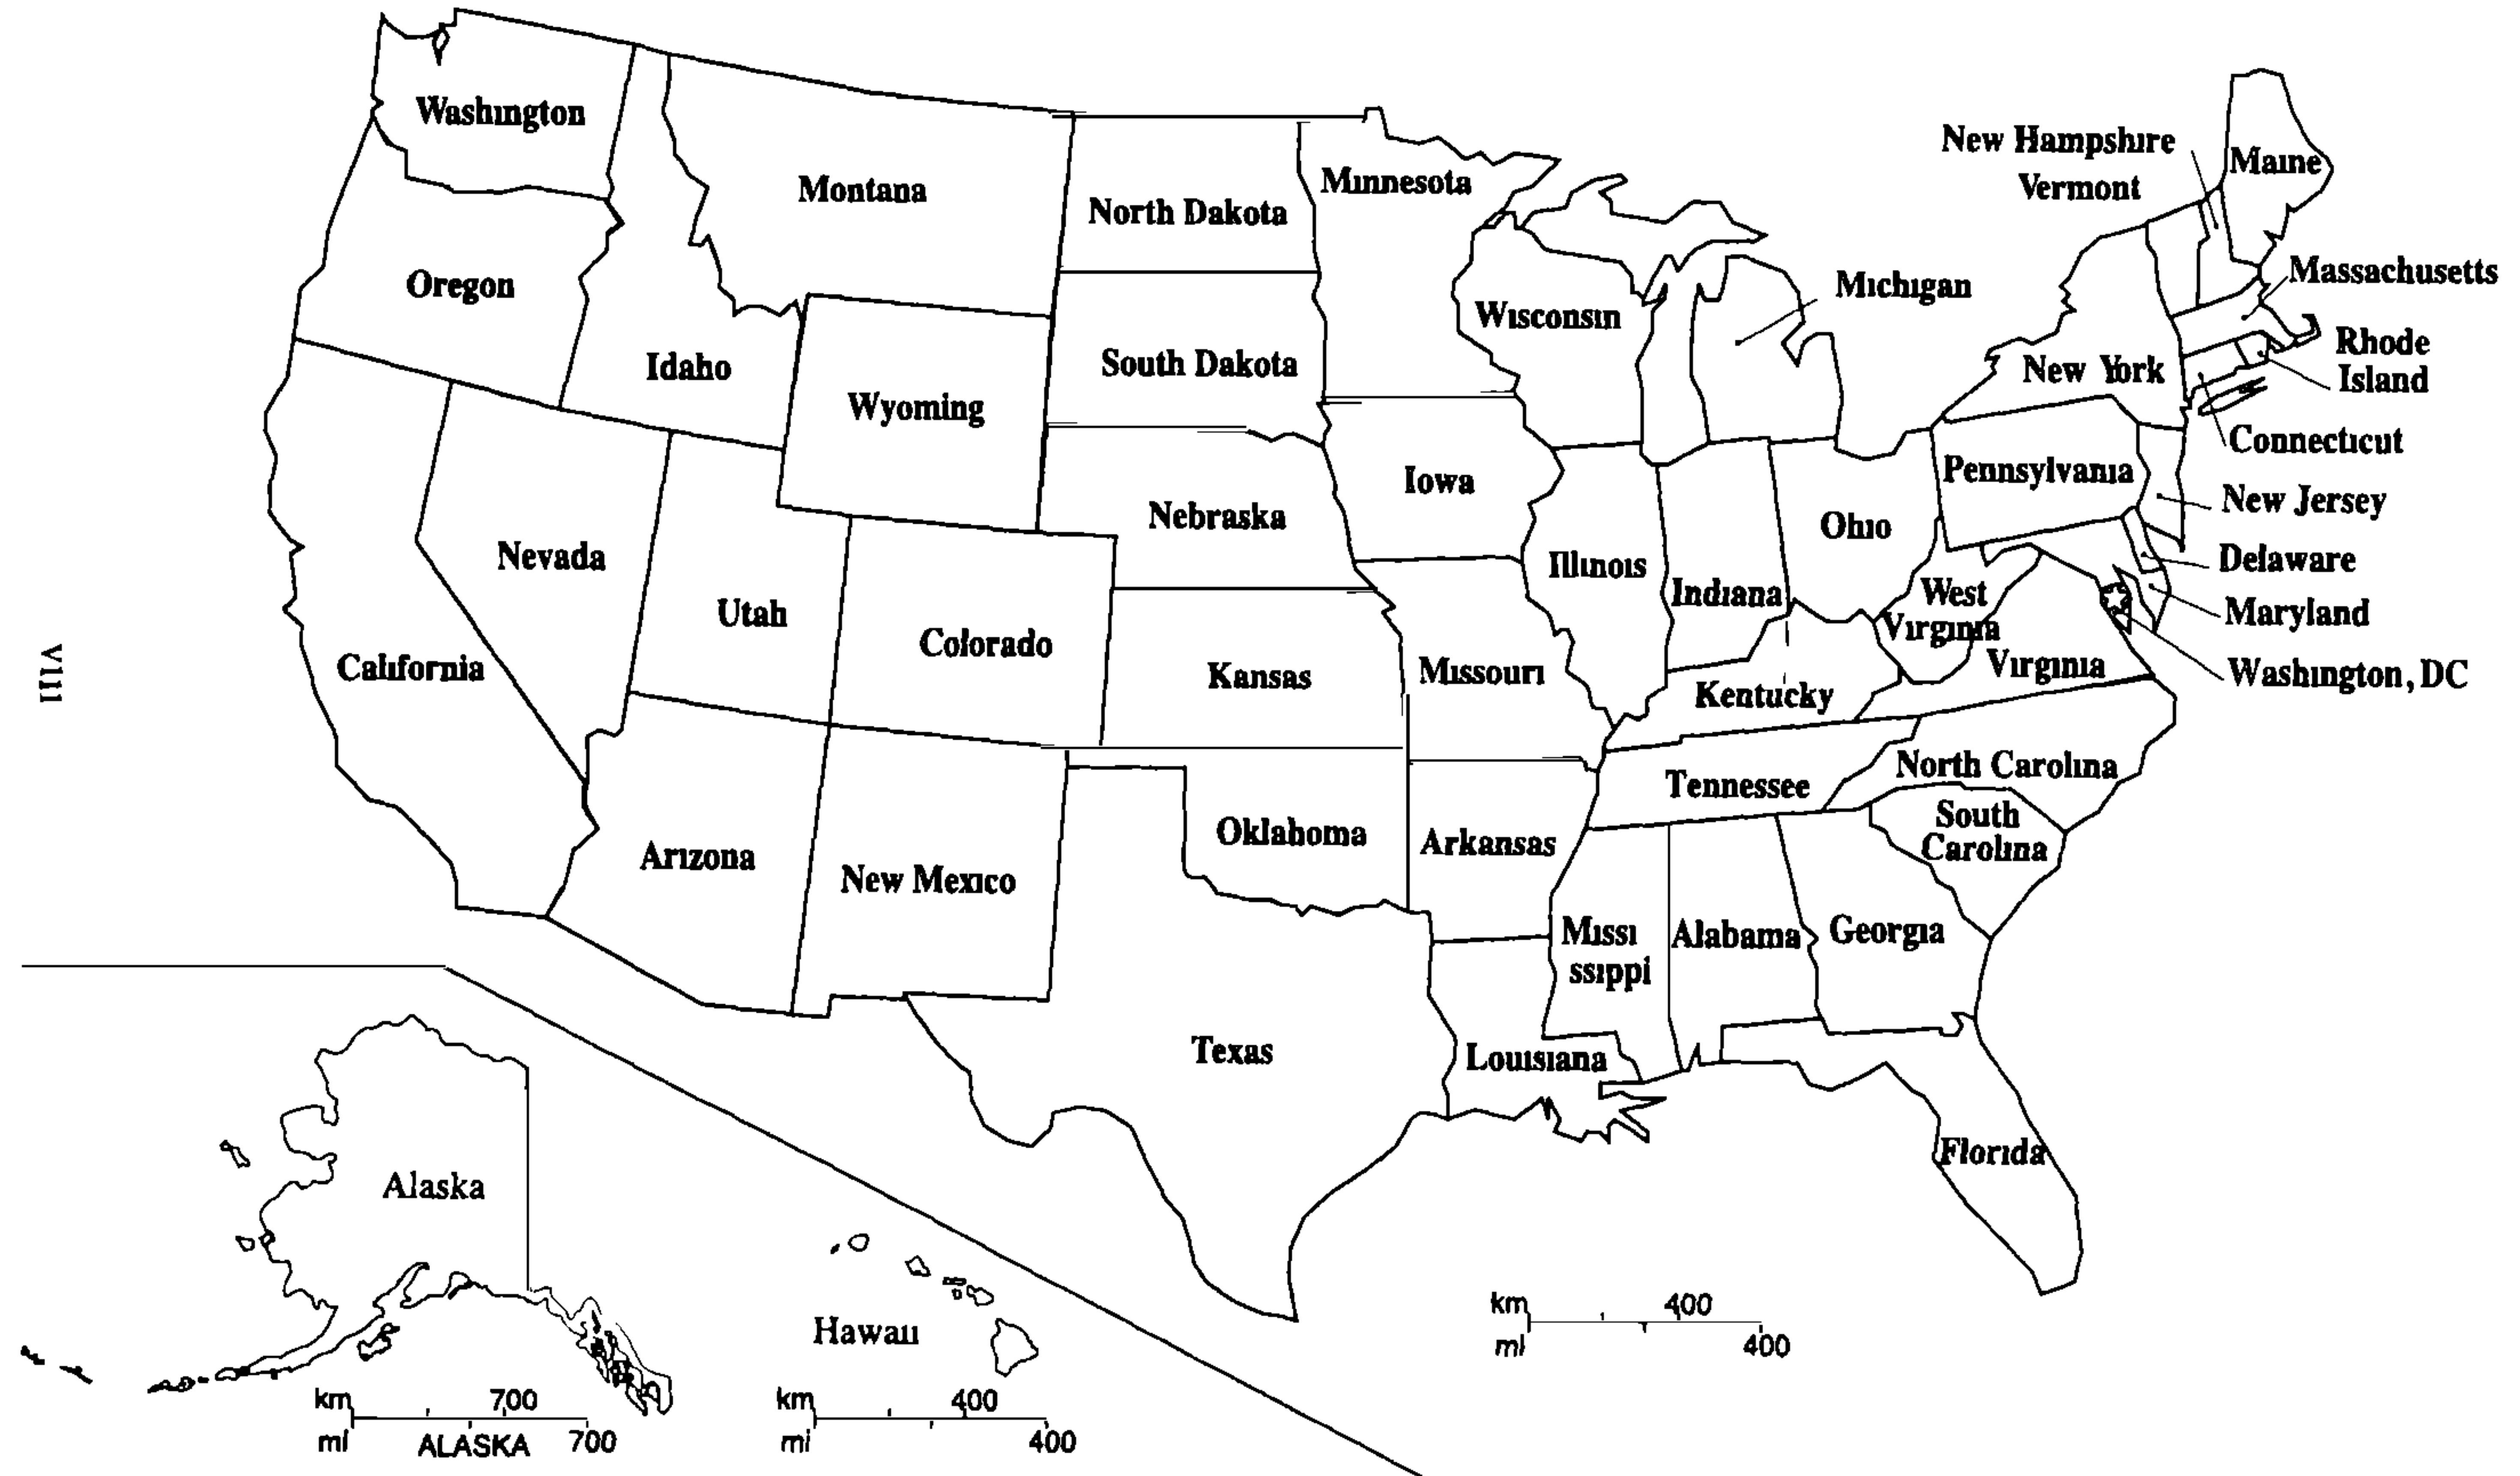 Washington
New Hampshire
Maine
Vermont
Montana
Minnesota
North Dakota
Oregon
Massachusetts
Michigan
Wisconsin
Rhode
Island
Idaho
South Dakota
New York
Wyoming
Connecticut
Pennsylvania
Iowa
New Jersey
Nebraska
Ohio
Nevada
Illinois
Delaware
Indiana
West
Virginia
Utah
Maryland
Colorado
VIII
California
Kansas
Missouri
Virginia
Washington, DC
Kentucky
North Carolina
Tennessee
South
Carolina
Oklahoma
Arkansas
Arizona
New Mexico
Missi
ssippi
Alabama
Georgia
Texas
Louisiana
Florida
Alaska
Hawaii
km 400
mi 400
km 700
mi ALASKA 700
km 400
mi 400